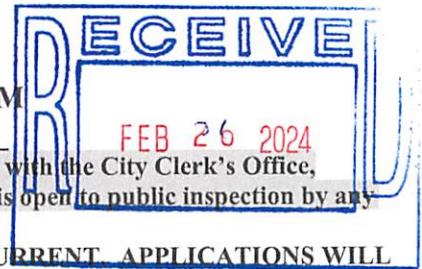 RECEIVED
M
FEB 26 2024
with the City Clerk's Office,
is open to public inspection by any
URRENT. APPLICATIONS WILL